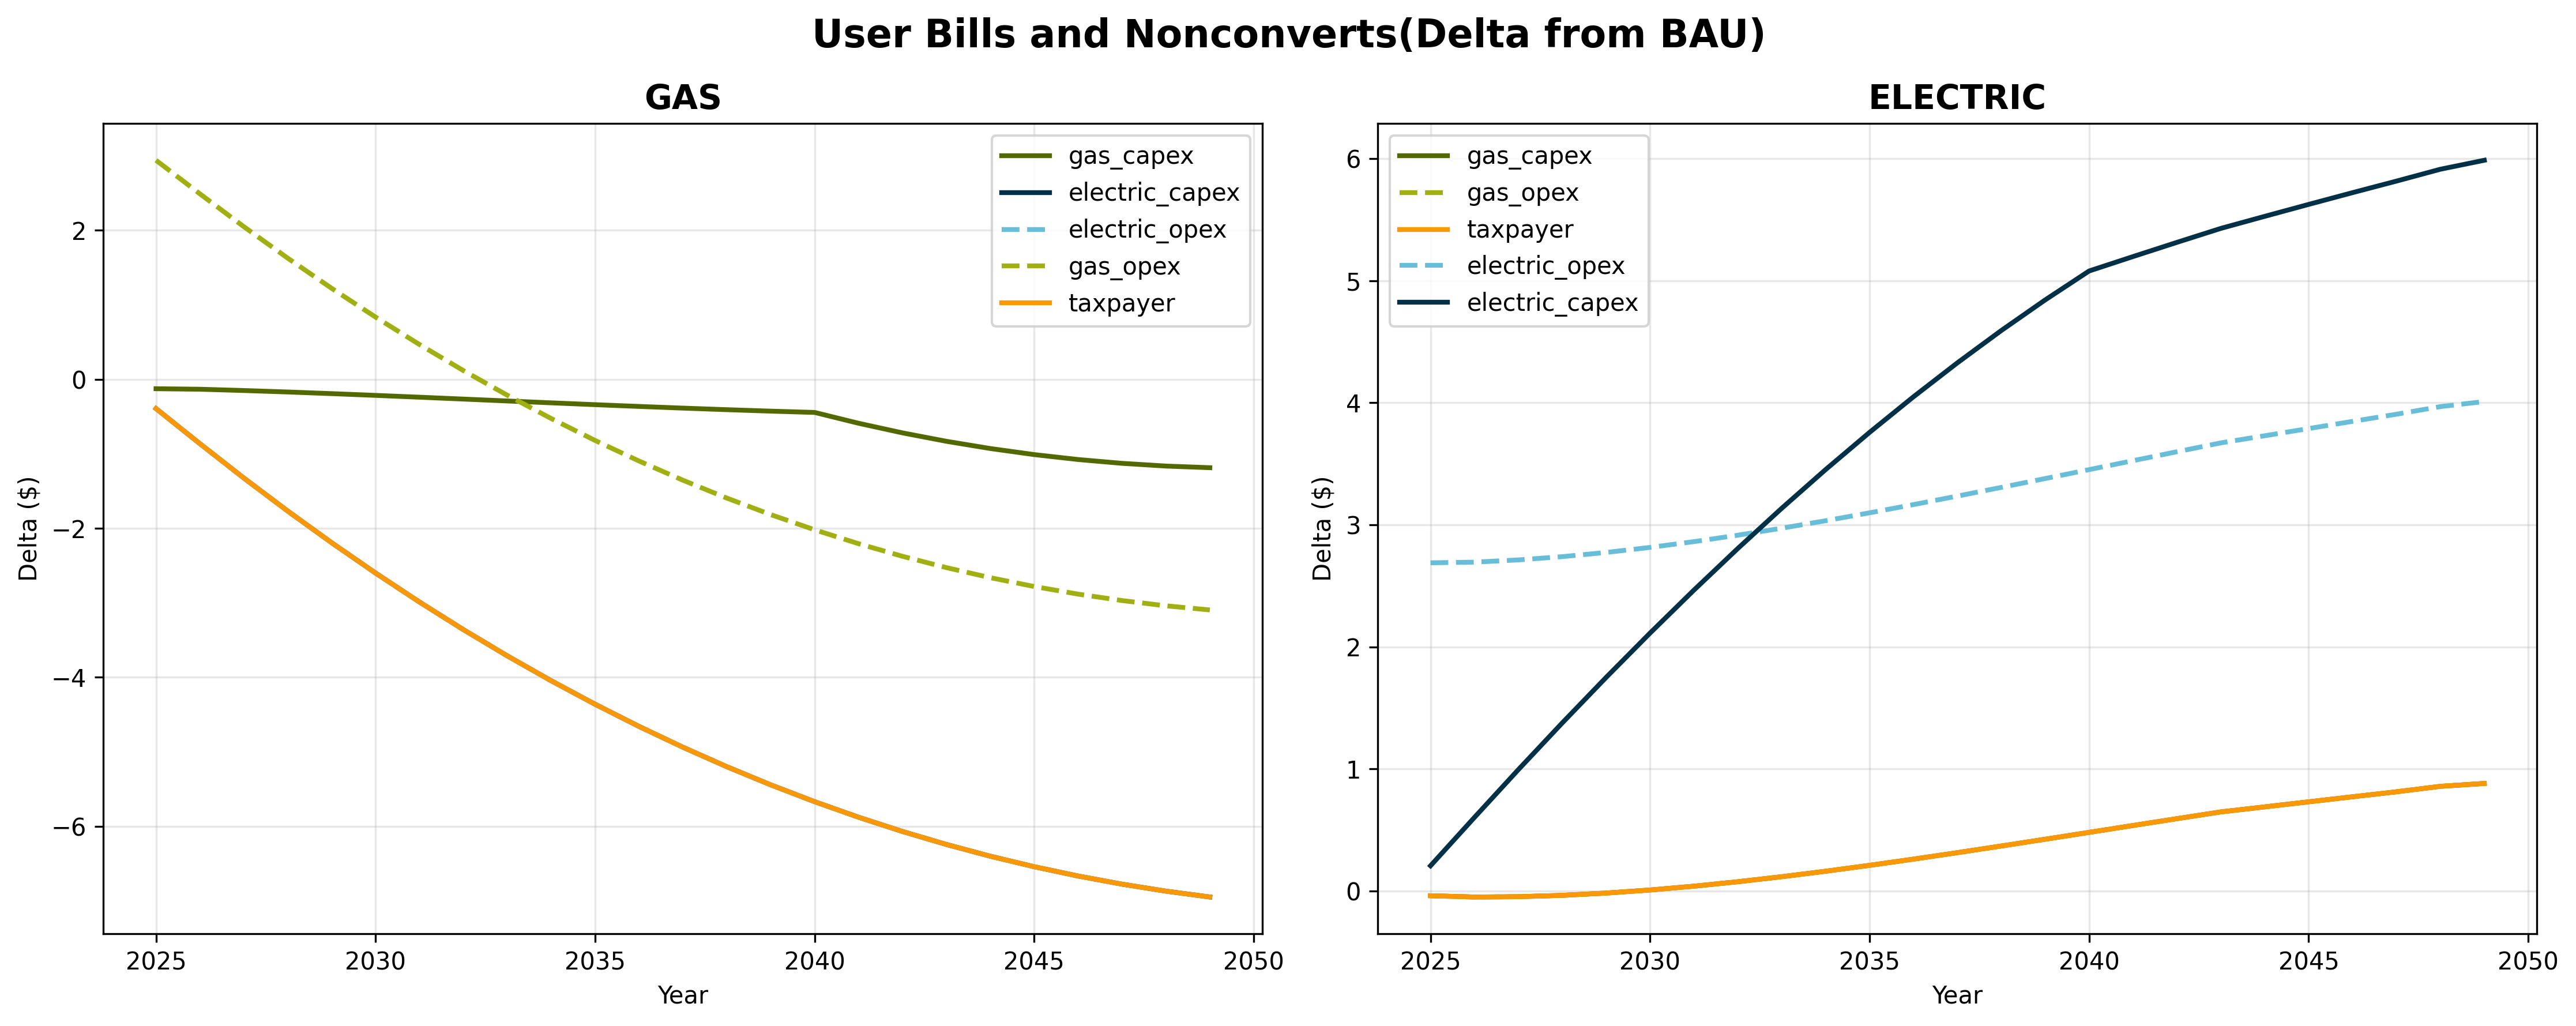 User Bills and Nonconverts(Delta from BAU)
GAS
gas_capex
electric_capex
electric_opex
gas_opex
taxpayer
2
0
−2
−4
−6
Delta ($)
2025
2030
2035
2040
2045
2050
Year
ELECTRIC
gas_capex
gas_opex
taxpayer
electric_opex
electric_capex
6
5
4
3
2
1
0
Delta ($)
2025
2030
2035
2040
2045
2050
Year